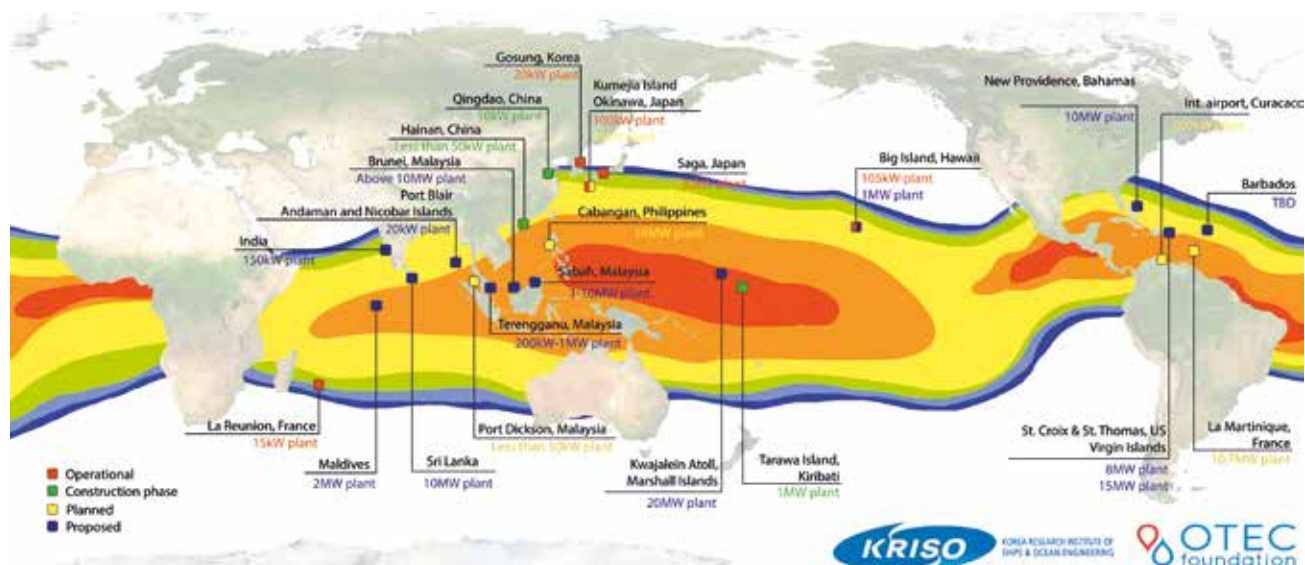 Gosung, Korea
20kW plant
Qingdao, China
10kW plant
Kumejia Island
Okinawa, Japan
100kW plant
Hainan, China
Less than 50kW plant
Brunei, Malaysia
Above 10MW plant
Port Blair
Andaman and Nicobar Islands
20kW plant
India
150kW plant
Saga, Japan
Cabangan, Philippines
10MW plant
Big Island, Hawaii
105kW plant
1MW plant
New Providence, Bahamas
10MW plant
Int. airport, Curacacc
Barbados
TBD
Sabah, Malaysia
1-10MW plant
Terengganu, Malaysia
200kW-1MW plant
La Reunion, France
15kW plant
Maldives
2MW plant
Sri Lanka
10MW plant
Port Dickson, Malaysia
Less than 50kW plant
Kwajalein Atoll,
Marshall Islands
20MW plant
Tarawa Island,
Kiribati
1MW plant
St. Croix & St. Thomas, US
Virgin Islands
8MW plant
15MW plant
La Martinique,
France
10.7MW plant
Operational
Construction phase
Planned
Proposed
KRISO
KOREA RESEARCH INSTITUTE OF
SHIPS & OCEAN ENGINEERING
OTEC
foundation